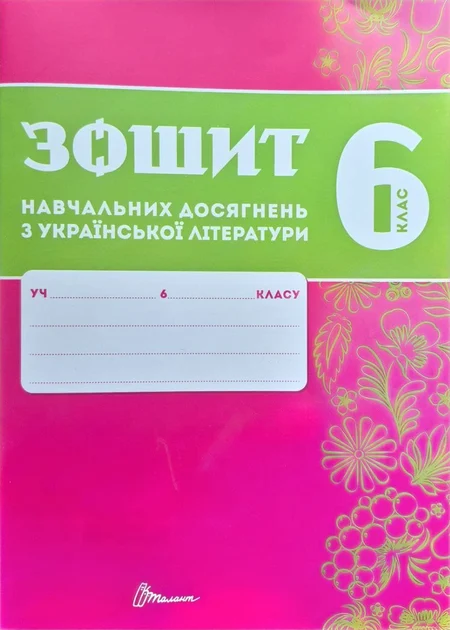 ЗОШИТ
НАВЧАЛЬНИХ ДОСЯГНЕНЬ
З УКРАЇНСЬКОЇ ЛІТЕРАТУРИ
6
КЛАС
УЧ 6 КЛАСУ
Талант